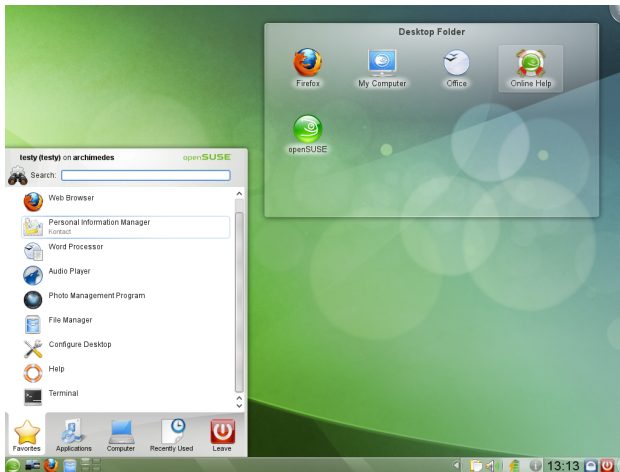 Desktop Folder
Firefox
My Computer
Office
Online Help
openSUSE
testy (testy) on archimedes
openSUSE
Search:
Web Browser
Personal Information Manager
Kontact
Word Processor
Audio Player
Photo Management Program
File Manager
Configure Desktop
Help
Terminal
Favorites
Applications
Computer
Recently Used
Leave
13:13